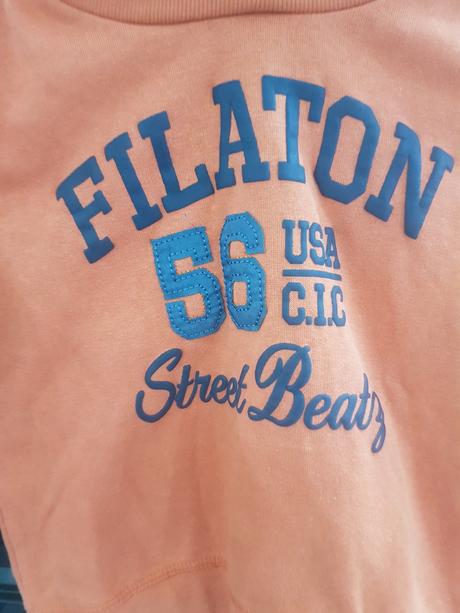 FILATON
56 USA
C.I.C
Street Beatz